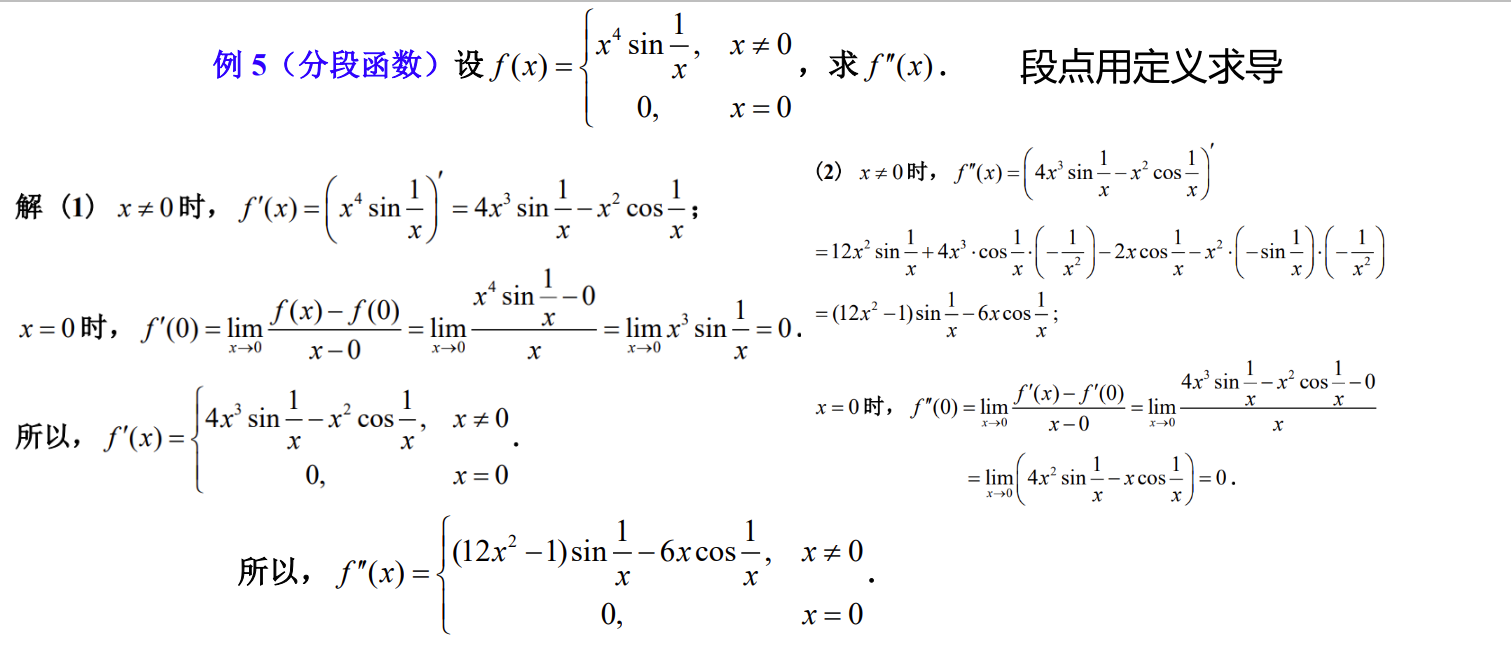 例 5（分段函数）设 f(x) = { x⁴ sin 1/x, x ≠ 0; 0, x = 0 ，求 f″(x)． 段点用定义求导
解（1） x ≠ 0 时， f′(x) = (x⁴ sin 1/x)′ = 4x³ sin 1/x − x² cos 1/x；
x = 0 时， f′(0) = lim_{x→0} (f(x) − f(0))/(x − 0) = lim_{x→0} (x⁴ sin 1/x − 0)/x = lim_{x→0} x³ sin 1/x = 0．
所以， f′(x) = { 4x³ sin 1/x − x² cos 1/x, x ≠ 0; 0, x = 0 ．
（2） x ≠ 0 时， f″(x) = (4x³ sin 1/x − x² cos 1/x)′
= 12x² sin 1/x + 4x³ · cos 1/x · (−1/x²) − 2x cos 1/x − x² · (−sin 1/x) · (−1/x²)
= (12x² − 1) sin 1/x − 6x cos 1/x；
x = 0 时， f″(0) = lim_{x→0} (f′(x) − f′(0))/(x − 0) = lim_{x→0} (4x³ sin 1/x − x² cos 1/x − 0)/x
= lim_{x→0} (4x² sin 1/x − x cos 1/x) = 0．
所以， f″(x) = { (12x² − 1) sin 1/x − 6x cos 1/x, x ≠ 0; 0, x = 0 ．